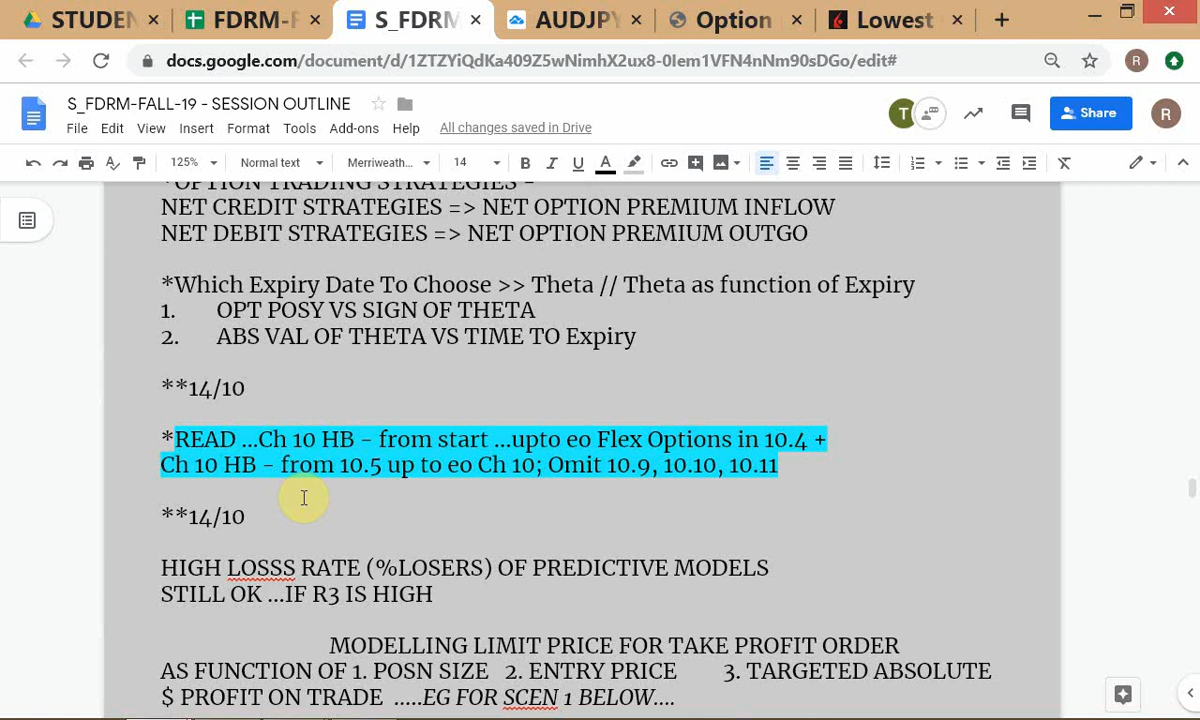 STUDEN
FDRM-F
S_FDRM
AUDJPY
Option
Lowest
docs.google.com/document/d/1ZTZYiQdKa409Z5wNimhX2ux8-0Iem1VFN4nNm90sDGo/edit#
R
S_FDRM-FALL-19 - SESSION OUTLINE
File Edit View Insert Format Tools Add-ons Help All changes saved in Drive
T
Share
R
125% Normal text Merriweath... 14 B I U A
*OPTION TRADING STRATEGIES =
NET CREDIT STRATEGIES => NET OPTION PREMIUM INFLOW
NET DEBIT STRATEGIES => NET OPTION PREMIUM OUTGO
*Which Expiry Date To Choose >> Theta // Theta as function of Expiry
1. OPT POSY VS SIGN OF THETA
2. ABS VAL OF THETA VS TIME TO Expiry
**14/10
*READ ...Ch 10 HB - from start ...upto eo Flex Options in 10.4 +
Ch 10 HB - from 10.5 up to eo Ch 10; Omit 10.9, 10.10, 10.11
**14/10
HIGH LOSSS RATE (%LOSERS) OF PREDICTIVE MODELS
STILL OK ...IF R3 IS HIGH
MODELLING LIMIT PRICE FOR TAKE PROFIT ORDER
AS FUNCTION OF 1. POSN SIZE 2. ENTRY PRICE 3. TARGETED ABSOLUTE
$ PROFIT ON TRADE .....EG FOR SCEN 1 BELOW....